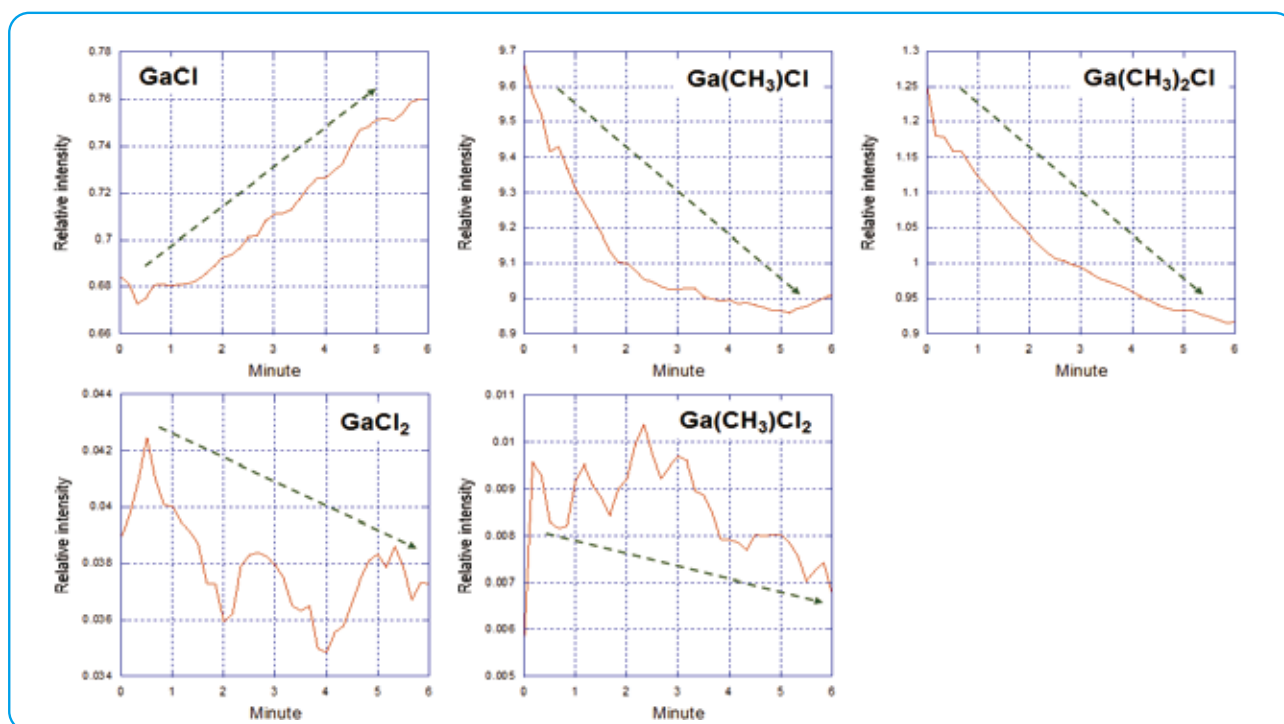 GaCl
Relative intensity
0.78
0.76
0.74
0.72
0.7
0.68
0.66
0 1 2 3 4 5 6
Minute
Ga(CH₃)Cl
Relative intensity
9.7
9.6
9.5
9.4
9.3
9.2
9.1
9
8.9
0 1 2 3 4 5 6
Minute
Ga(CH₃)₂Cl
Relative intensity
1.3
1.25
1.2
1.15
1.1
1.05
1
0.95
0.9
0 1 2 3 4 5 6
Minute
GaCl₂
Relative intensity
0.044
0.042
0.04
0.038
0.036
0.034
0 1 2 3 4 5 6
Minute
Ga(CH₃)Cl₂
Relative intensity
0.011
0.01
0.009
0.008
0.007
0.006
0.005
0 1 2 3 4 5 6
Minute